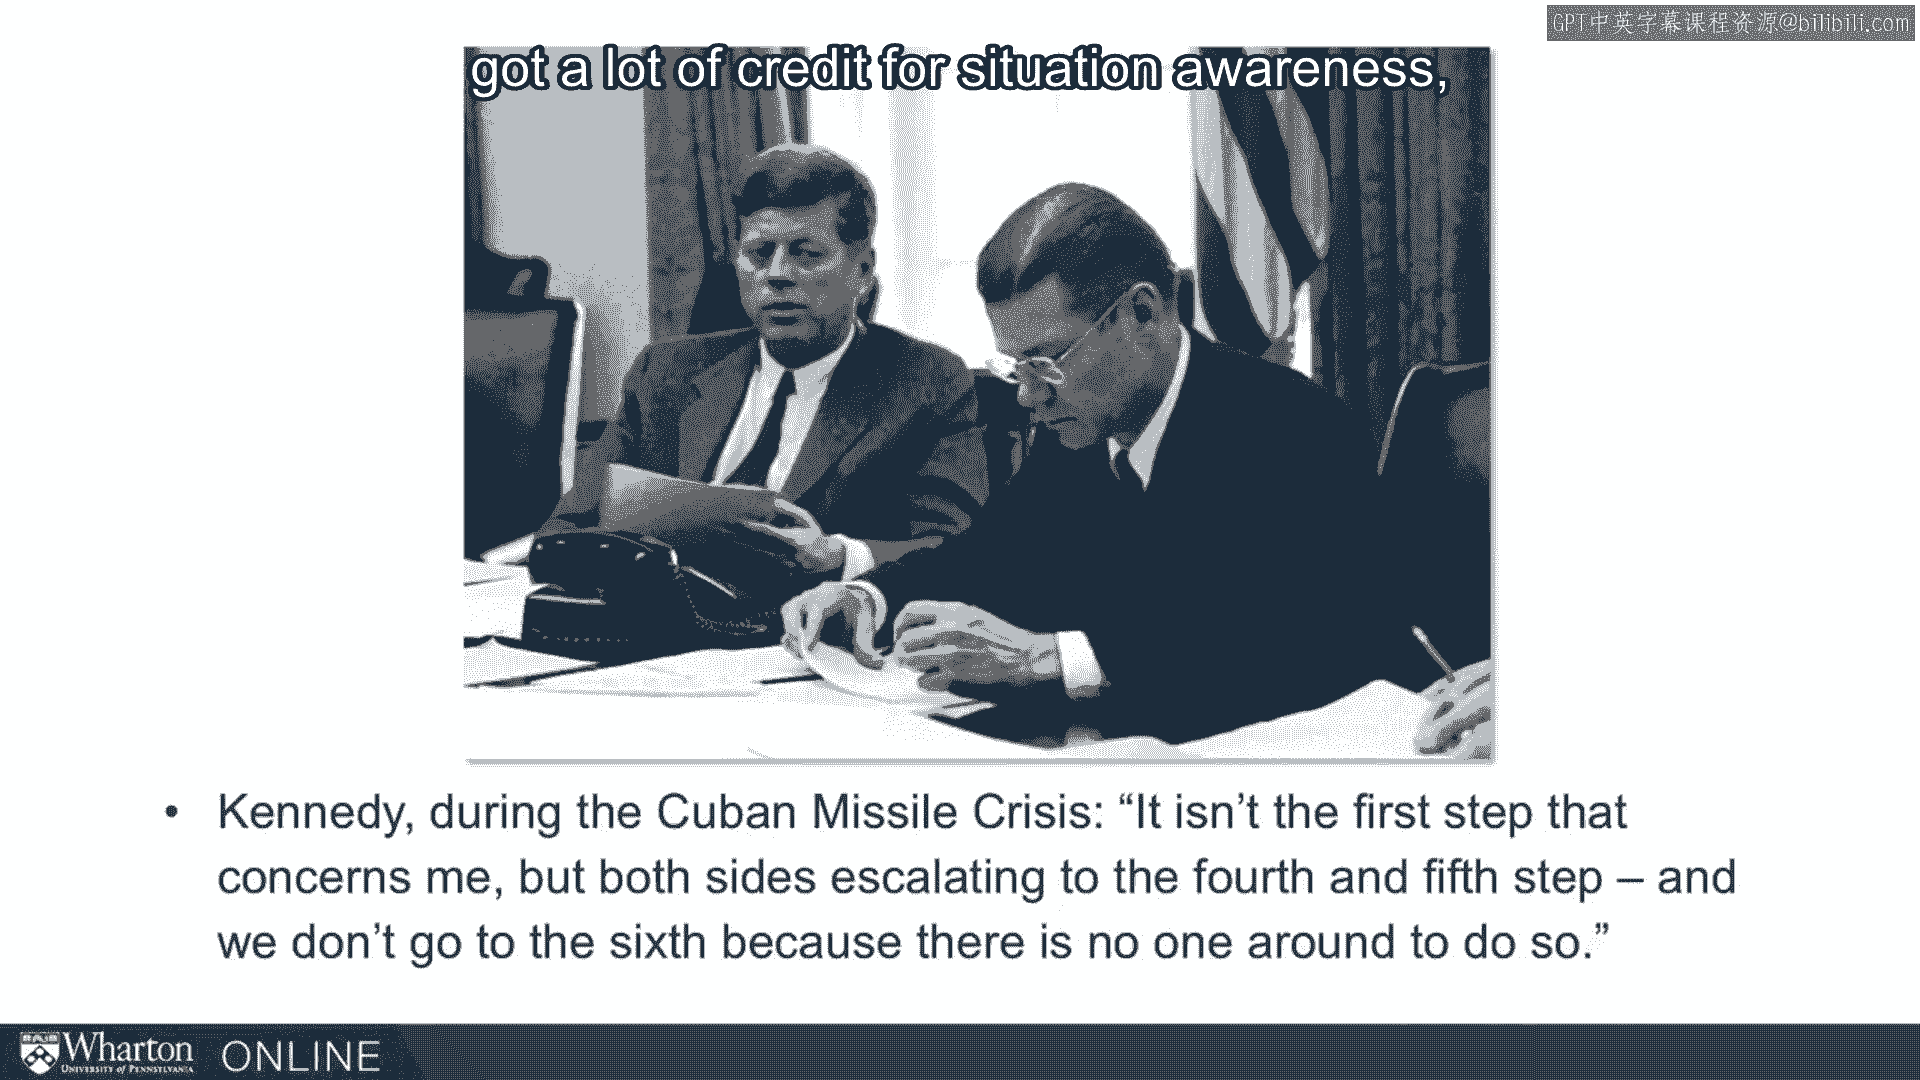 GPT中英字幕课程资源@bilibili.com
got a lot of credit for situation awareness,
• Kennedy, during the Cuban Missile Crisis: “It isn’t the first step that
concerns me, but both sides escalating to the fourth and fifth step – and
we don’t go to the sixth because there is no one around to do so.”
Wharton ONLINE
UNIVERSITY of PENNSYLVANIA